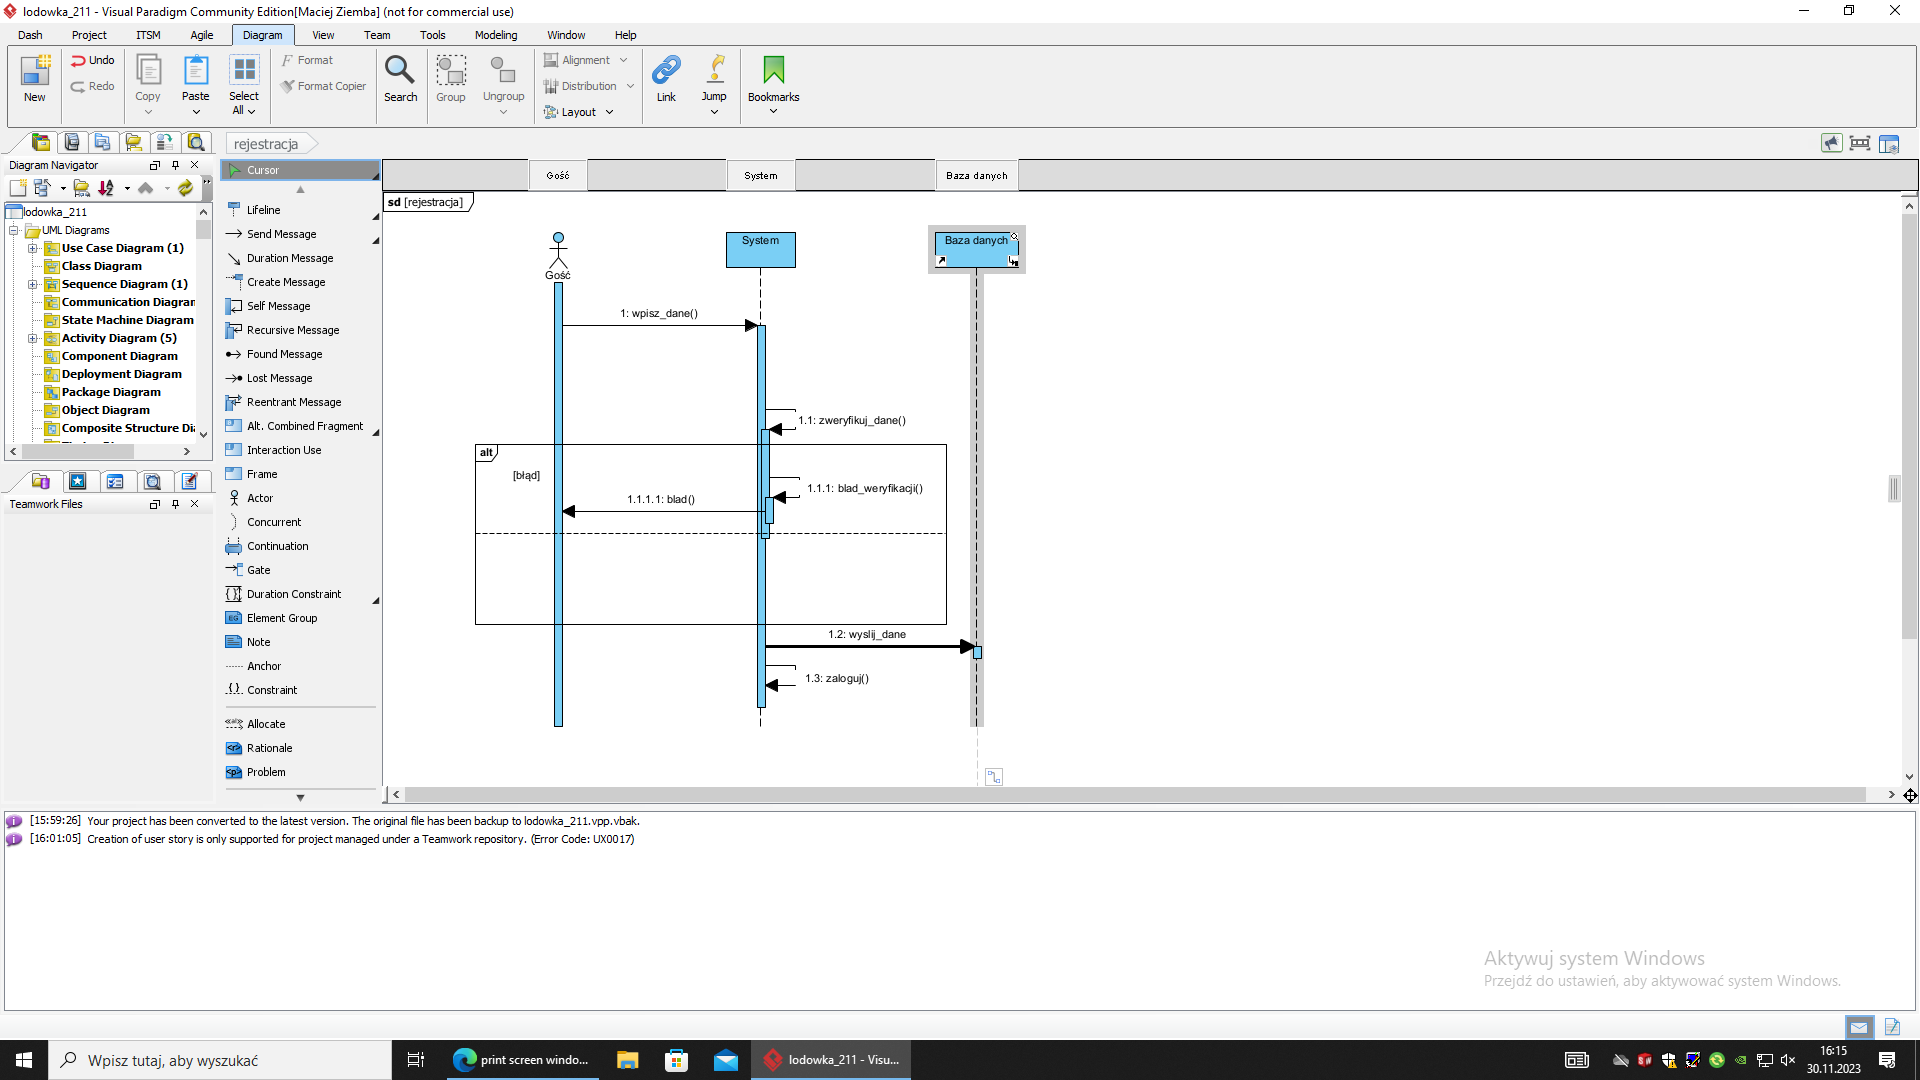 lodowka_211 - Visual Paradigm Community Edition[Maciej Ziemba] (not for commercial use)
Dash Project ITSM Agile Diagram View Team Tools Modeling Window Help
New
Undo
Redo
Copy
Paste
Select
All
Format
Format Copier
Search
Group
Ungroup
Alignment
Distribution
Layout
Link
Jump
Bookmarks
rejestracja
Diagram Navigator
lodowka_211
UML Diagrams
Use Case Diagram (1)
Class Diagram
Sequence Diagram (1)
Communication Diagram
State Machine Diagram
Activity Diagram (5)
Component Diagram
Deployment Diagram
Package Diagram
Object Diagram
Composite Structure Di
Teamwork Files
Cursor
Lifeline
Send Message
Duration Message
Create Message
Self Message
Recursive Message
Found Message
Lost Message
Reentrant Message
Alt. Combined Fragment
Interaction Use
Frame
Actor
Concurrent
Continuation
Gate
Duration Constraint
Element Group
Note
Anchor
Constraint
Allocate
Rationale
Problem
Gość System Baza danych
sd [rejestracja]
System
Baza danych
Gość
1: wpisz_dane()
1.1: zweryfikuj_dane()
alt
[błąd]
1.1.1: blad_weryfikacji()
1.1.1.1: blad()
1.2: wyslij_dane
1.3: zaloguj()
[15:59:26] Your project has been converted to the latest version. The original file has been backup to lodowka_211.vpp.vbak.
[16:01:05] Creation of user story is only supported for project managed under a Teamwork repository. (Error Code: UX0017)
Aktywuj system Windows
Przejdź do ustawień, aby aktywować system Windows.
Wpisz tutaj, aby wyszukać
print screen windo...
lodowka_211 - Visu...
16:15
30.11.2023